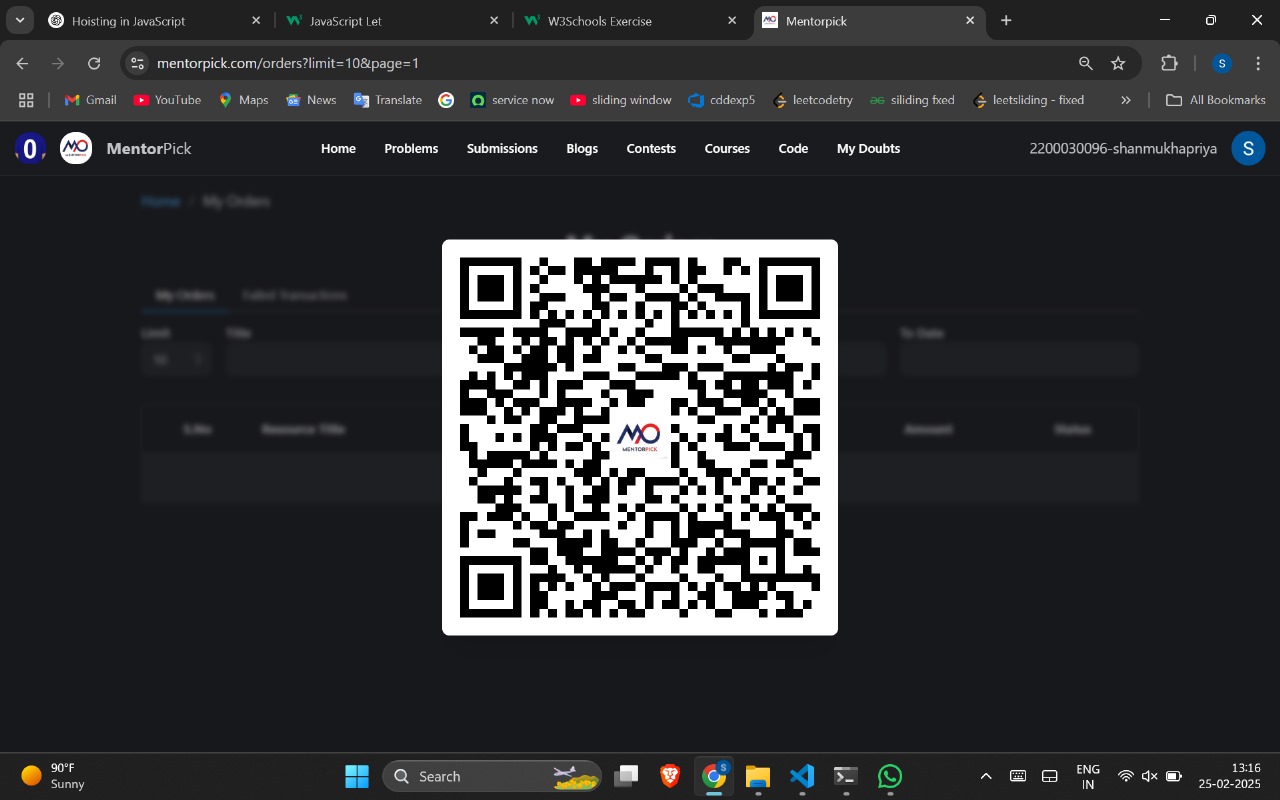 Hoisting in JavaScript
JavaScript Let
W3Schools Exercise
Mentorpick
mentorpick.com/orders?limit=10&page=1
S
Gmail
YouTube
Maps
News
Translate
service now
sliding window
cddexp5
leetcodetry
siliding fxed
leetsliding - fixed
All Bookmarks
0
MentorPick
Home
Problems
Submissions
Blogs
Contests
Courses
Code
My Doubts
2200030096-shanmukhapriya
S
Home / My Orders
My Orders
My Orders
Failed Transactions
Limit
Title
To Date
10
S.No
Resource Title
Amount
Status
MENTORPICK
90°F
Sunny
Search
S
ENG
IN
13:16
25-02-2025